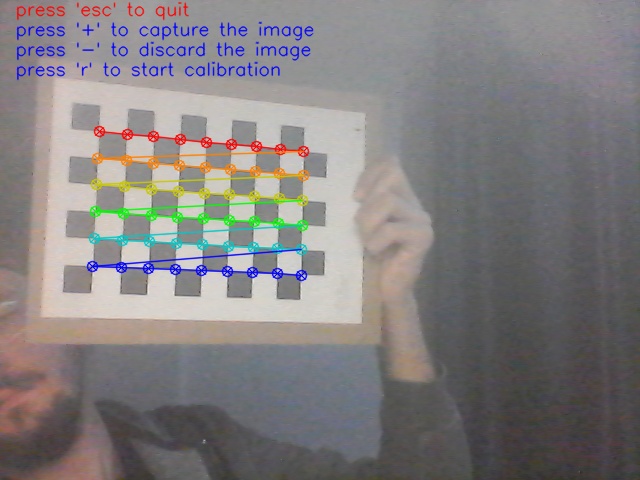 press 'esc' to quit
press '+' to capture the image
press '-' to discard the image
press 'r' to start calibration